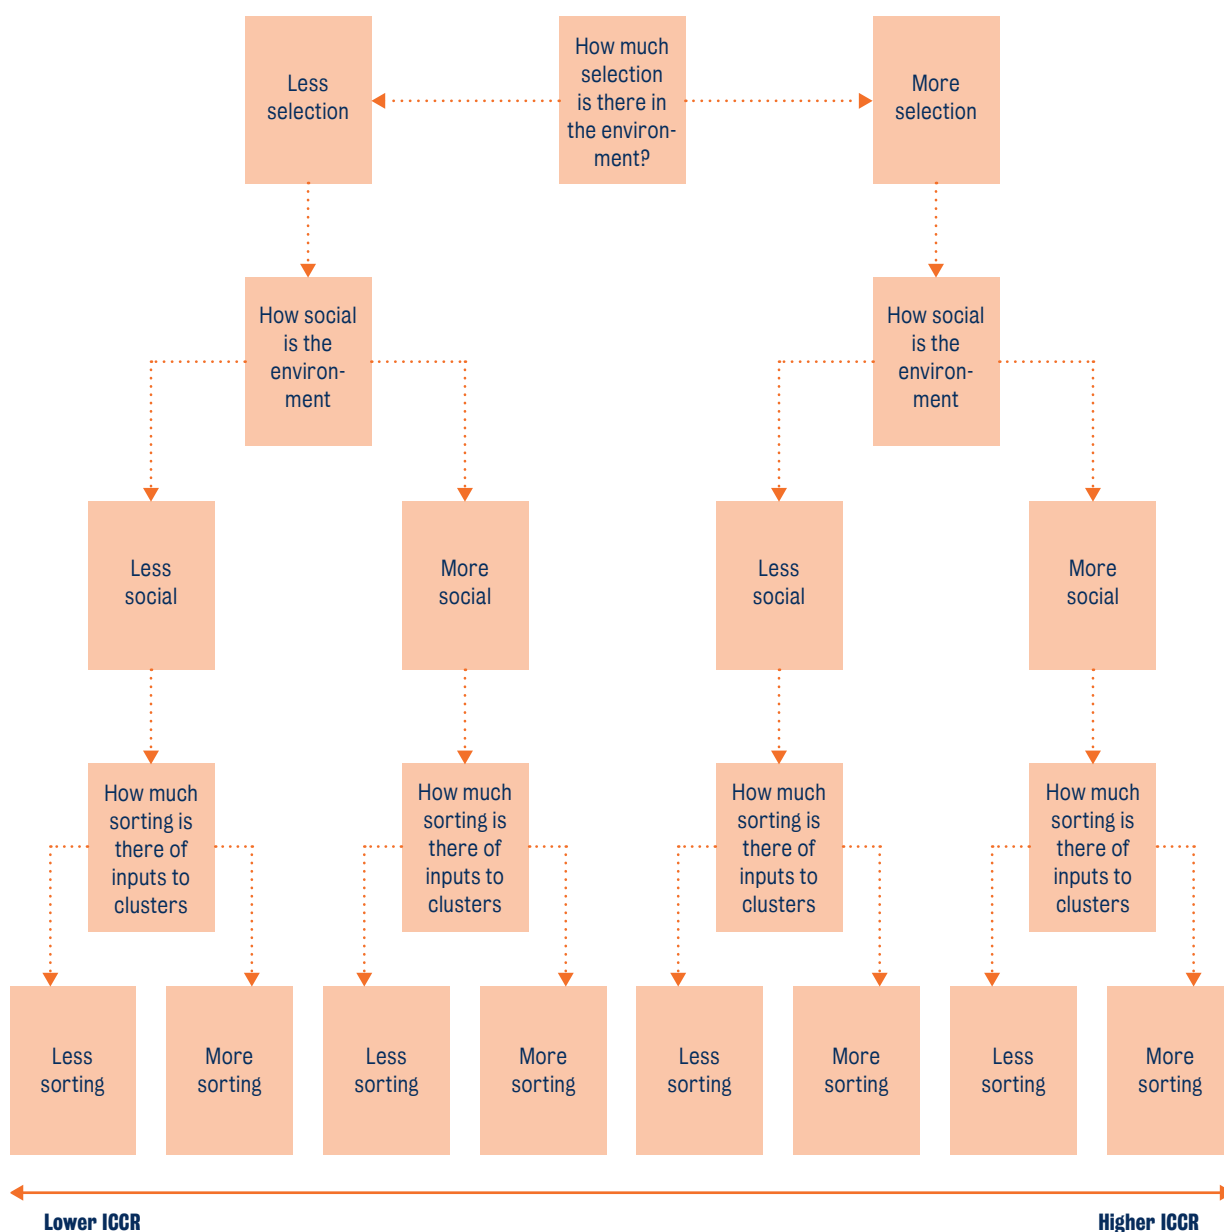 Less
selection
How much
selection
is there in
the environ-
ment?
More
selection
How social
is the
environ-
ment
How social
is the
environ-
ment
Less
social
More
social
Less
social
More
social
How much
sorting is
there of
inputs to
clusters
How much
sorting is
there of
inputs to
clusters
How much
sorting is
there of
inputs to
clusters
How much
sorting is
there of
inputs to
clusters
Less
sorting
More
sorting
Less
sorting
More
sorting
Less
sorting
More
sorting
Less
sorting
More
sorting
Lower ICCR
Higher ICCR